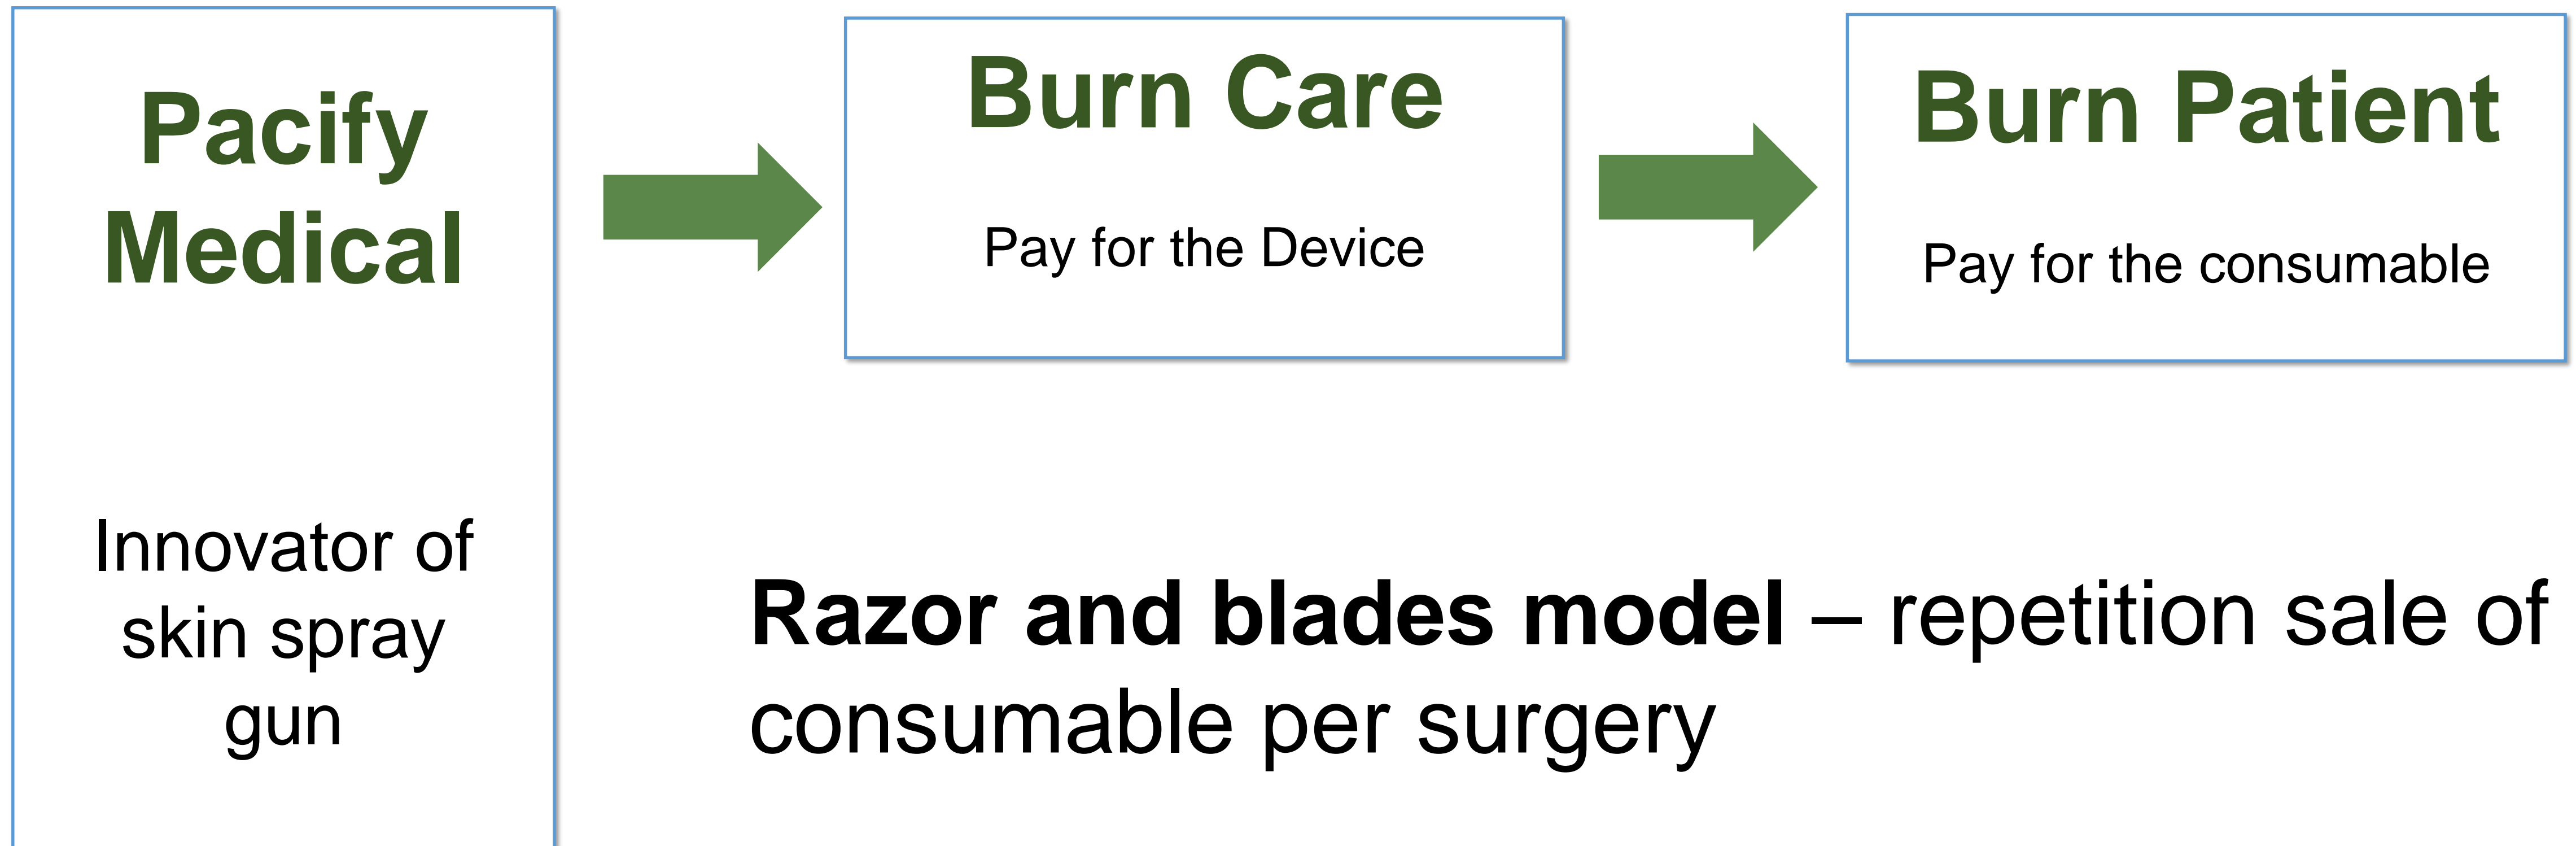 Pacify
Medical
Innovator of
skin spray
gun
Burn Care
Pay for the Device
Burn Patient
Pay for the consumable
Razor and blades model – repetition sale of
consumable per surgery